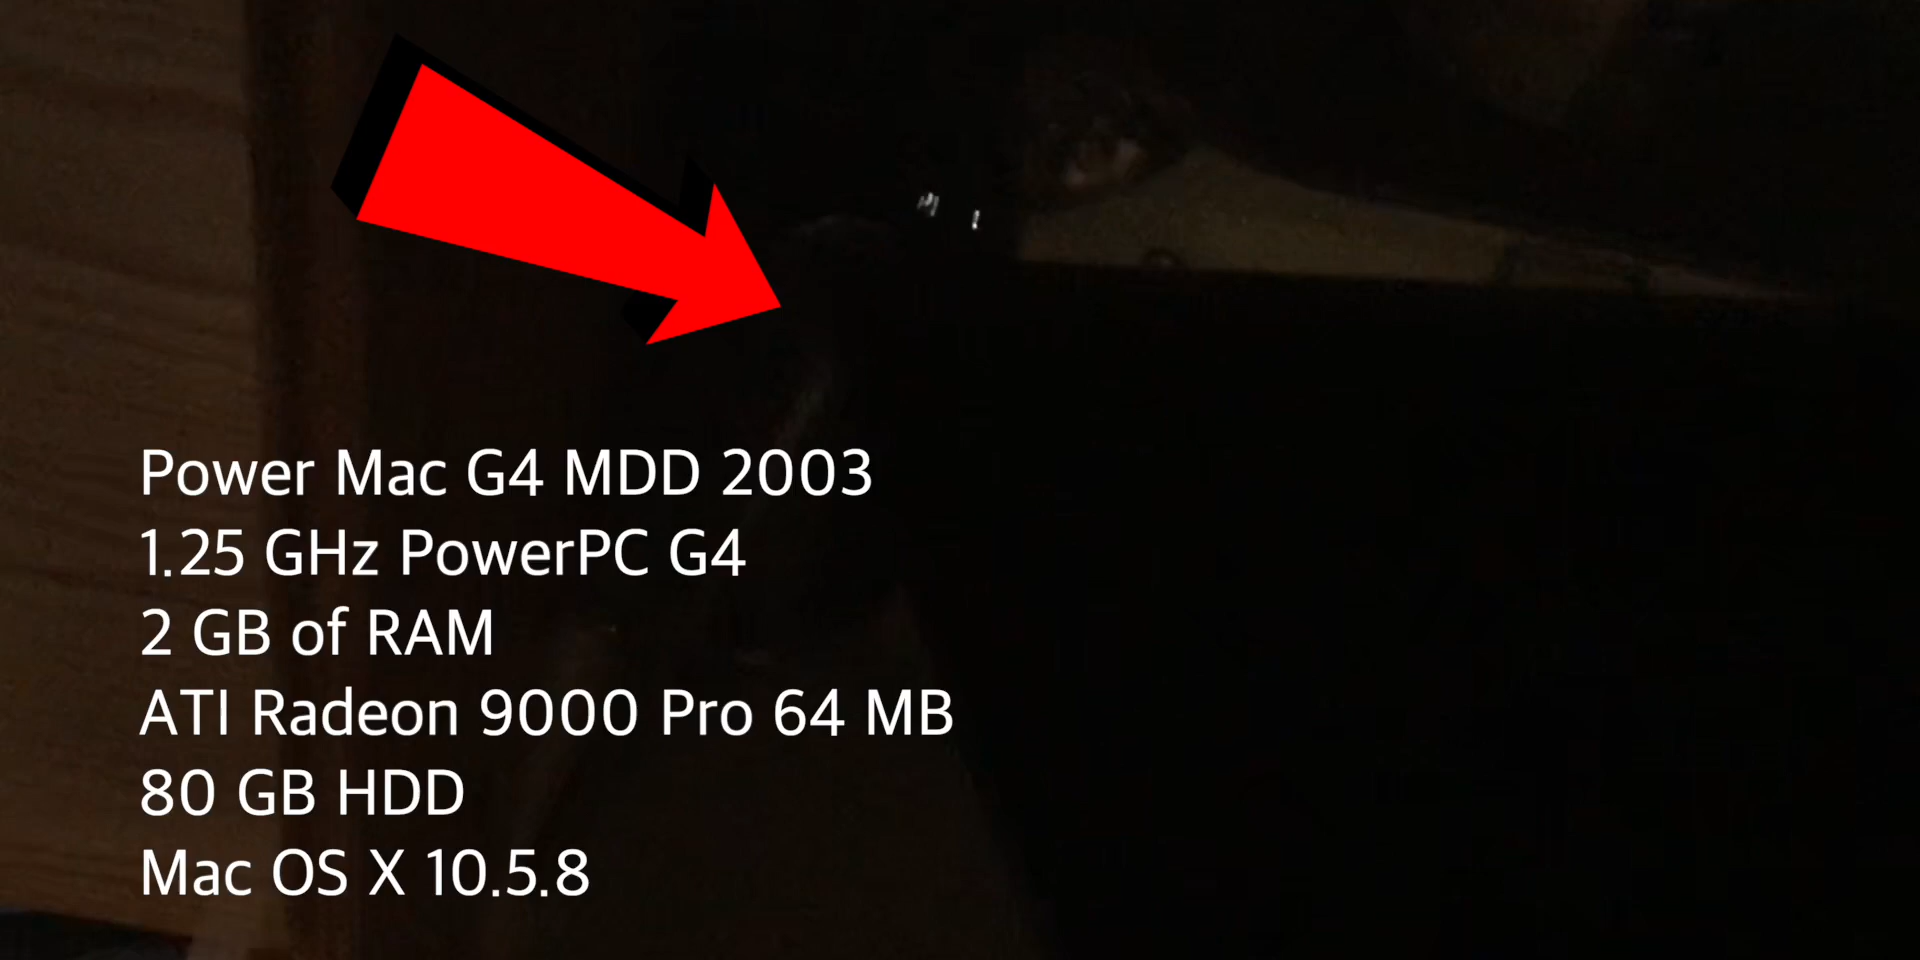 Power Mac G4 MDD 2003
1.25 GHz PowerPC G4
2 GB of RAM
ATI Radeon 9000 Pro 64 MB
80 GB HDD
Mac OS X 10.5.8